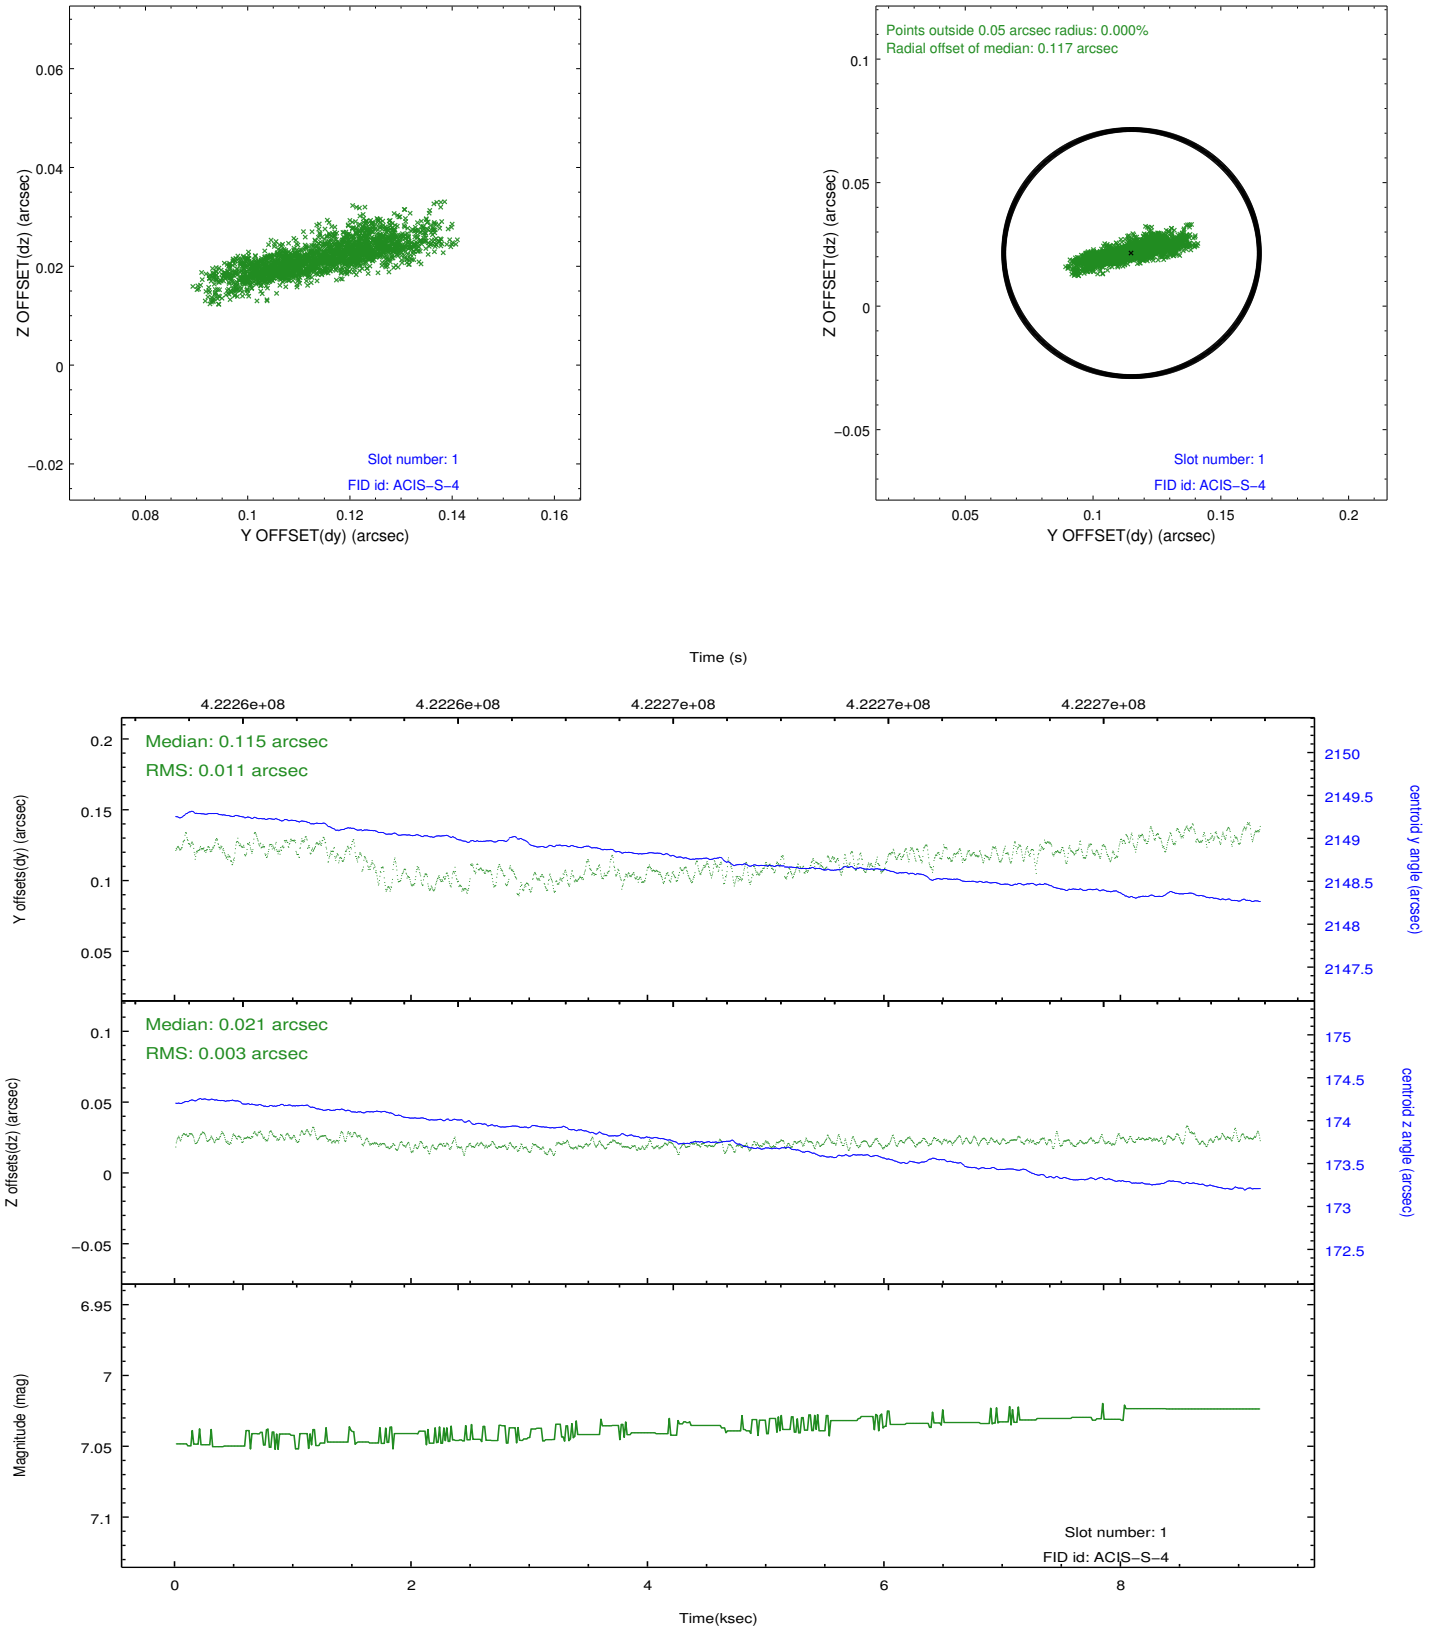 0.06
0.04
0.02
0
−0.02
0.08
0.1
0.12
0.14
0.16
Z OFFSET(dz) (arcsec)
Y OFFSET(dy) (arcsec)
Slot number: 1
FID id: ACIS−S−4
Points outside 0.05 arcsec radius: 0.000%
Radial offset of median: 0.117 arcsec
0.1
0.05
0
−0.05
0.05
0.1
0.15
0.2
Z OFFSET(dz) (arcsec)
Y OFFSET(dy) (arcsec)
Slot number: 1
FID id: ACIS−S−4
Time (s)
4.2226e+08
4.2226e+08
4.2227e+08
4.2227e+08
4.2227e+08
Median: 0.115 arcsec
RMS: 0.011 arcsec
0.2
0.15
0.1
0.05
Y offsets(dy) (arcsec)
2150
2149.5
2149
2148.5
2148
2147.5
centroid y angle (arcsec)
Median: 0.021 arcsec
RMS: 0.003 arcsec
0.1
0.05
0
−0.05
Z offsets(dz) (arcsec)
175
174.5
174
173.5
173
172.5
centroid z angle (arcsec)
6.95
7
7.05
7.1
Magnitude (mag)
Slot number: 1
FID id: ACIS−S−4
0
2
4
6
8
Time(ksec)